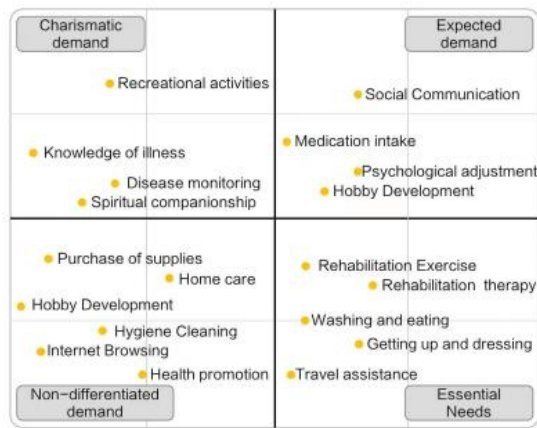 Charismatic
demand
Expected
demand
Recreational activities
Social Communication
Medication intake
Knowledge of illness
Psychological adjustment
Disease monitoring
Hobby Development
Spiritual companionship
Purchase of supplies
Rehabilitation Exercise
Home care
Rehabilitation therapy
Hobby Development
Washing and eating
Hygiene Cleaning
Getting up and dressing
Internet Browsing
Health promotion
Travel assistance
Non-differentiated
demand
Essential
Needs